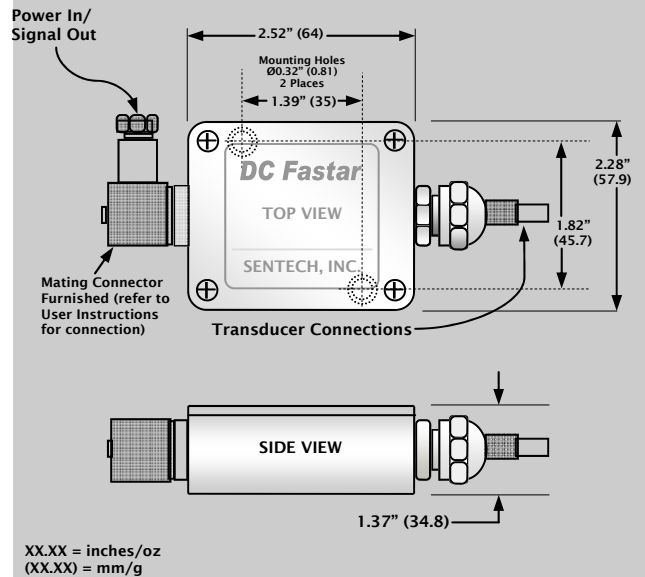 Power In/
Signal Out
2.52” (64)
Mounting Holes
Ø0.32” (0.81)
2 Places
1.39” (35)
DC Fastar
TOP VIEW
SENTECH, INC.
2.28”
(57.9)
1.82”
(45.7)
Mating Connector
Furnished (refer to
User Instructions
for connection)
Transducer Connections
SIDE VIEW
1.37” (34.8)
XX.XX = inches/oz
(XX.XX) = mm/g